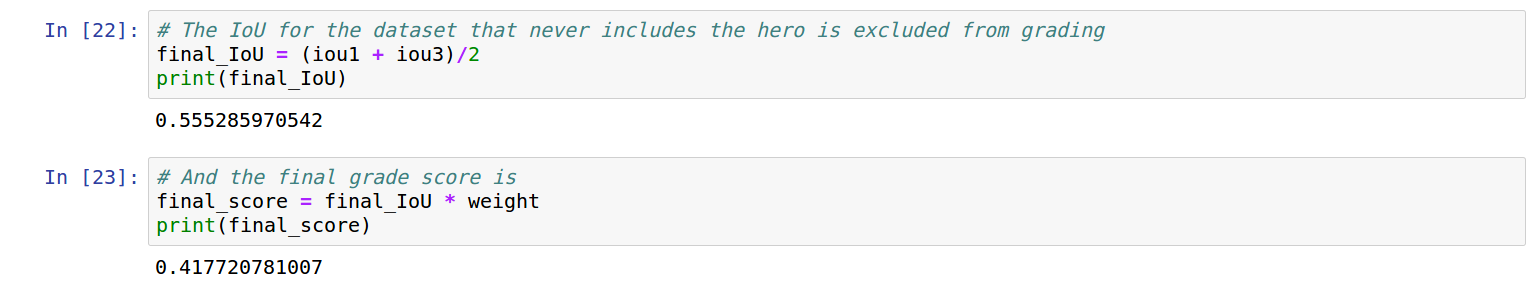 In [22]: # The IoU for the dataset that never includes the hero is excluded from grading
final_IoU = (iou1 + iou3)/2
print(final_IoU)
0.555285970542
In [23]: # And the final grade score is
final_score = final_IoU * weight
print(final_score)
0.417720781007